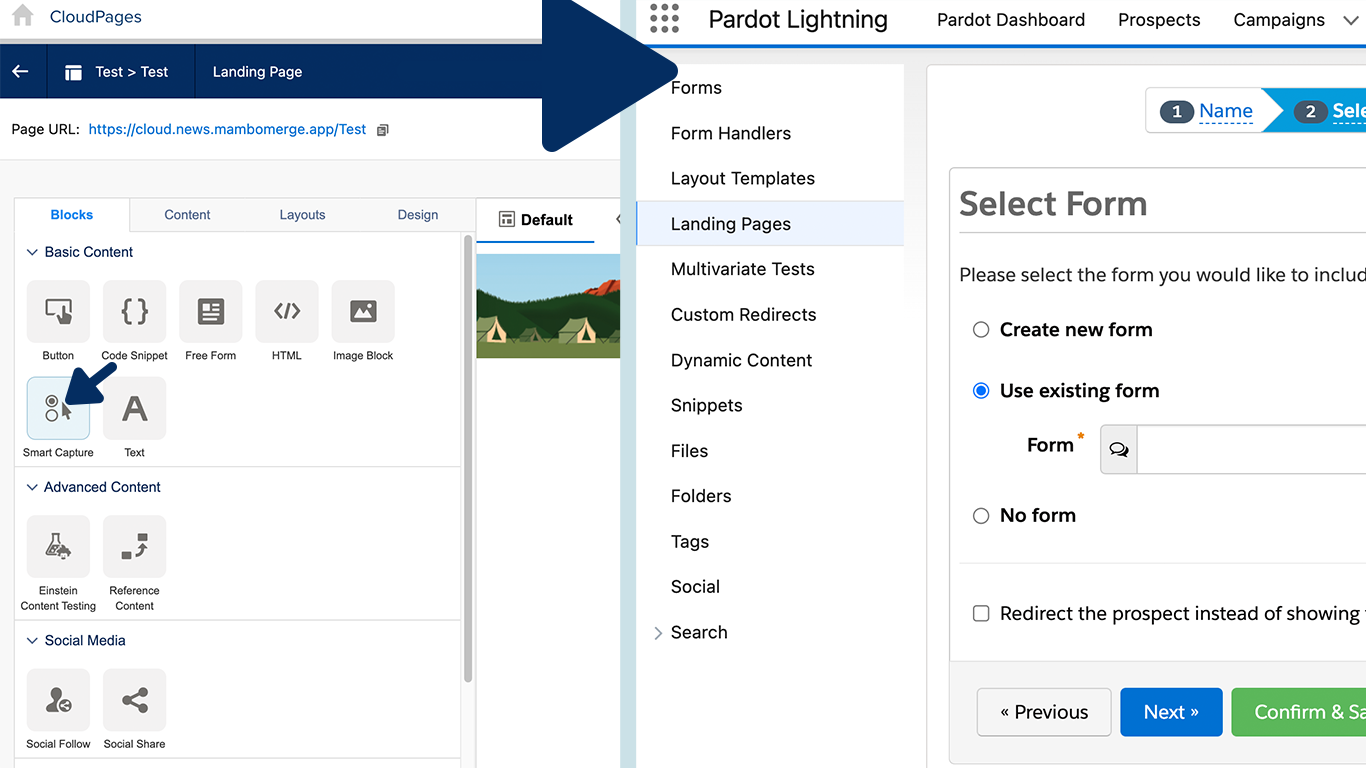 CloudPages
Test > Test
Landing Page
Page URL: https://cloud.news.mambomerge.app/Test
Blocks
Content
Layouts
Design
Default
Basic Content
Button
Code Snippet
Free Form
HTML
Image Block
Smart Capture
Text
Advanced Content
Einstein
Content Testing
Reference
Content
Social Media
Social Follow
Social Share
Pardot Lightning
Pardot Dashboard
Prospects
Campaigns
Forms
Form Handlers
Layout Templates
Landing Pages
Multivariate Tests
Custom Redirects
Dynamic Content
Snippets
Files
Folders
Tags
Social
Search
1 Name
2 Sele
Select Form
Please select the form you would like to includ
Create new form
Use existing form
Form *
No form
Redirect the prospect instead of showing
« Previous
Next »
Confirm & Sa